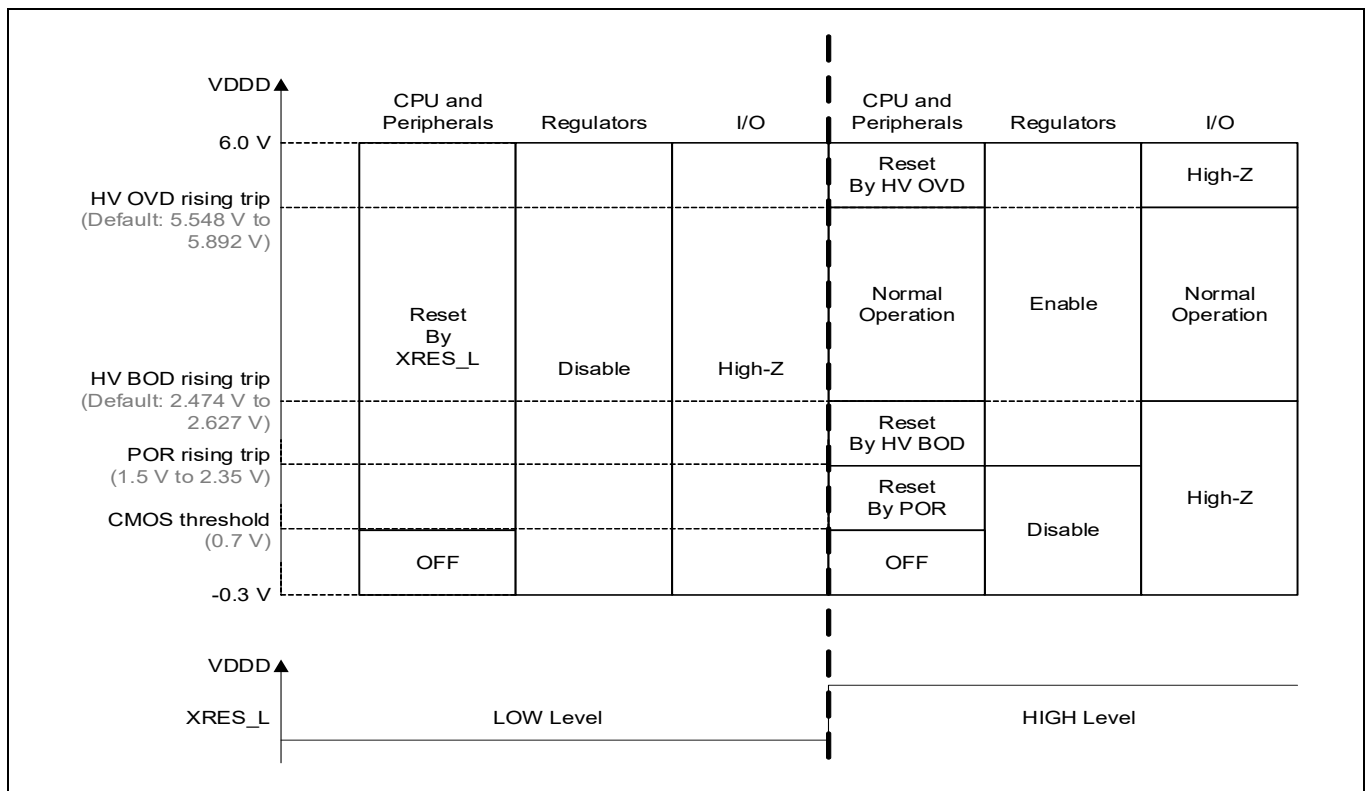 VDDD
CPU and
Peripherals
Regulators
I/O
CPU and
Peripherals
Regulators
I/O
6.0 V
HV OVD rising trip
(Default: 5.548 V to
5.892 V)
HV BOD rising trip
(Default: 2.474 V to
2.627 V)
POR rising trip
(1.5 V to 2.35 V)
CMOS threshold
(0.7 V)
-0.3 V
Reset
By
XRES_L
OFF
Disable
High-Z
Reset
By HV OVD
Normal
Operation
Reset
By HV BOD
Reset
By POR
OFF
Enable
Disable
High-Z
Normal
Operation
High-Z
VDDD
XRES_L
LOW Level
HIGH Level